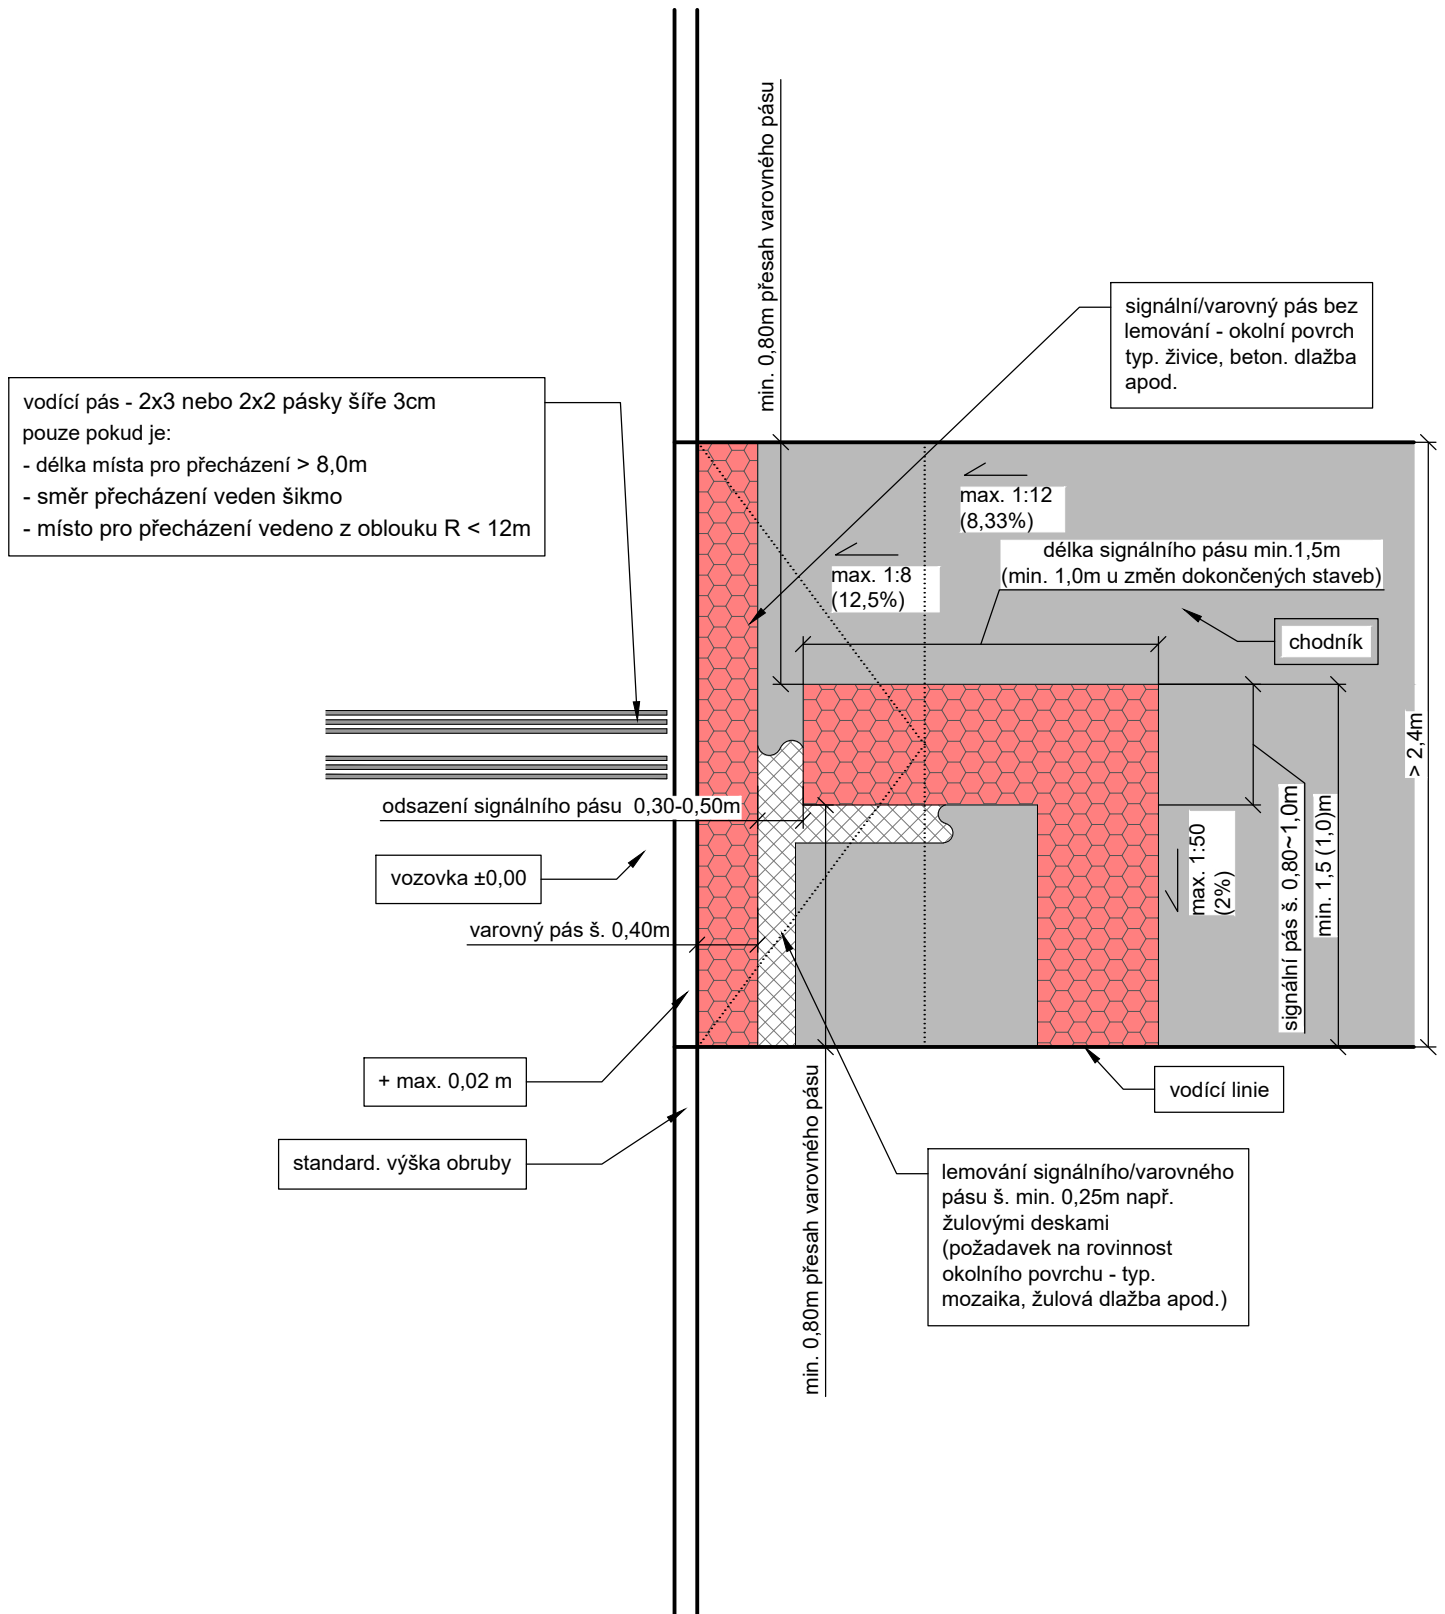 min. 0,80m přesah varovného pásu
signální/varovný pás bez
lemování - okolní povrch
typ. živice, beton. dlažba
apod.
vodící pás - 2x3 nebo 2x2 pásky šíře 3cm
pouze pokud je:
- délka místa pro přecházení > 8,0m
- směr přecházení veden šikmo
- místo pro přecházení vedeno z oblouku R < 12m
max. 1:12
(8,33%)
délka signálního pásu min.1,5m
(min. 1,0m u změn dokončených staveb)
max. 1:8
(12,5%)
chodník
> 2,4m
odsazení signálního pásu  0,30-0,50m
vozovka ±0,00
max. 1:50
(2%)
signální pás š. 0,80~1,0m
min. 1,5 (1,0)m
varovný pás š. 0,40m
+ max. 0,02 m
vodící linie
standard. výška obruby
min. 0,80m přesah varovného pásu
lemování signálního/varovného
pásu š. min. 0,25m např.
žulovými deskami
(požadavek na rovinnost
okolního povrchu - typ.
mozaika, žulová dlažba apod.)